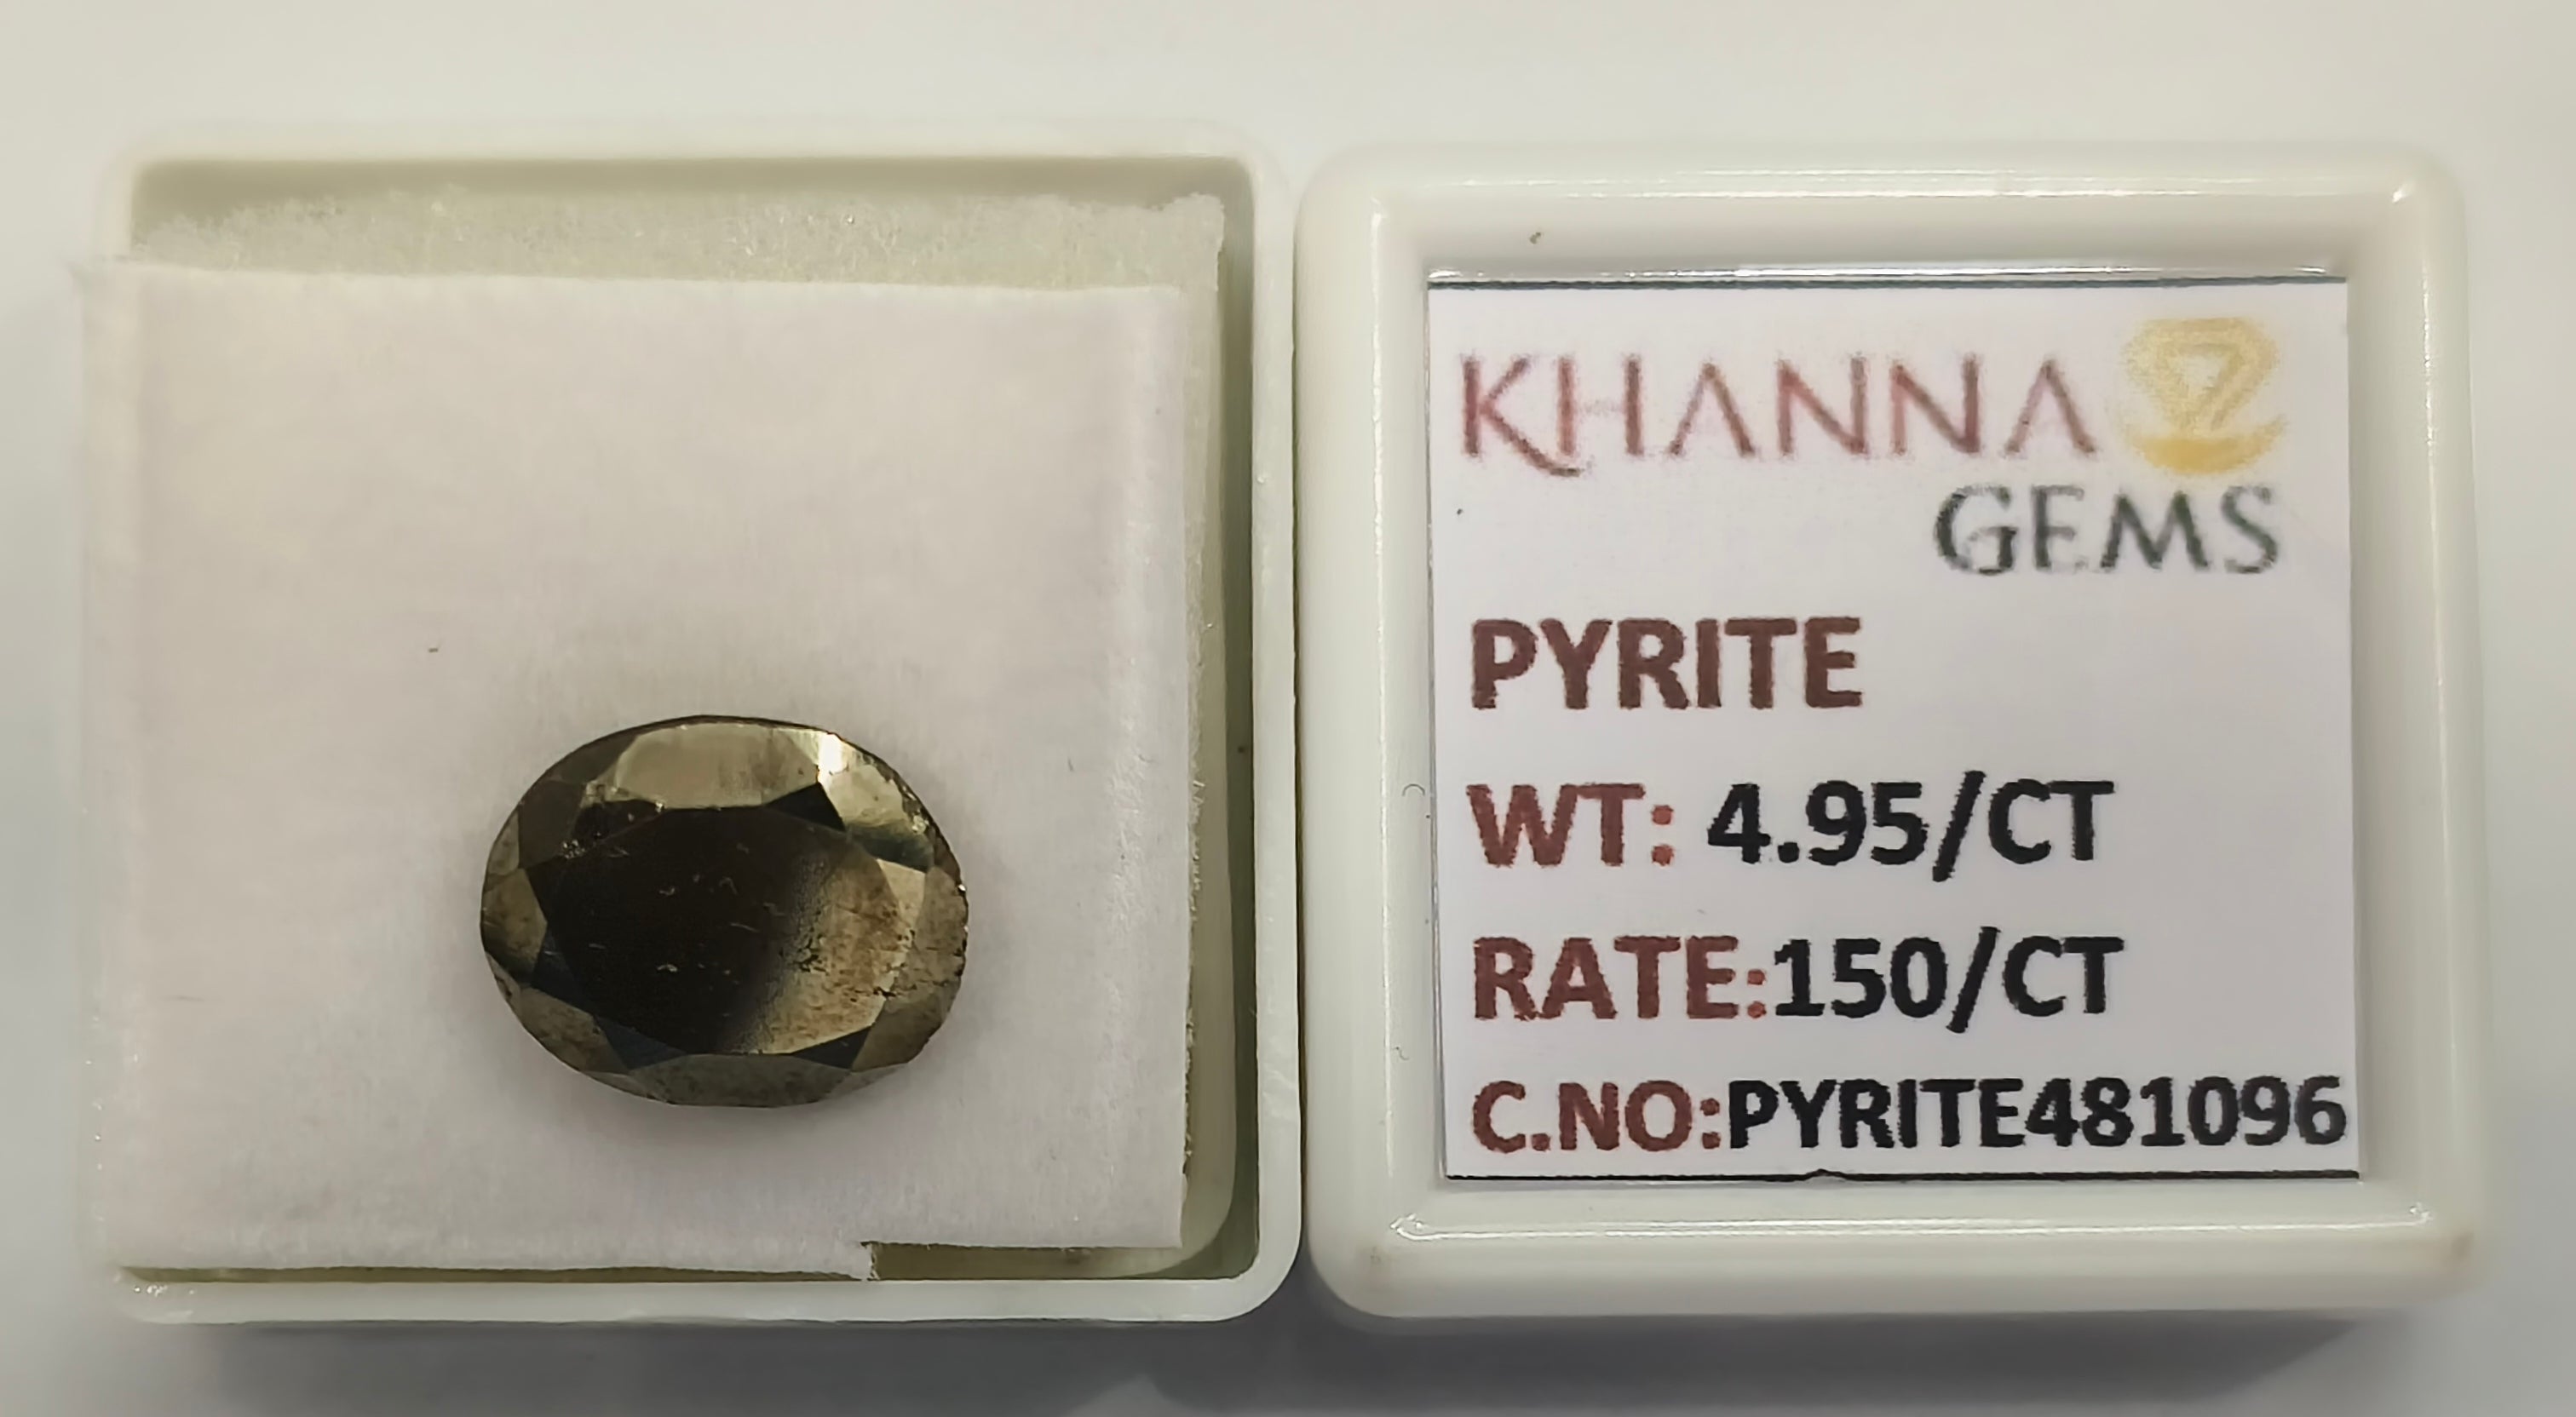 KHANNA
GEMS
PYRITE
WT: 4.95/CT
RATE:150/CT
C.NO:PYRITE481096